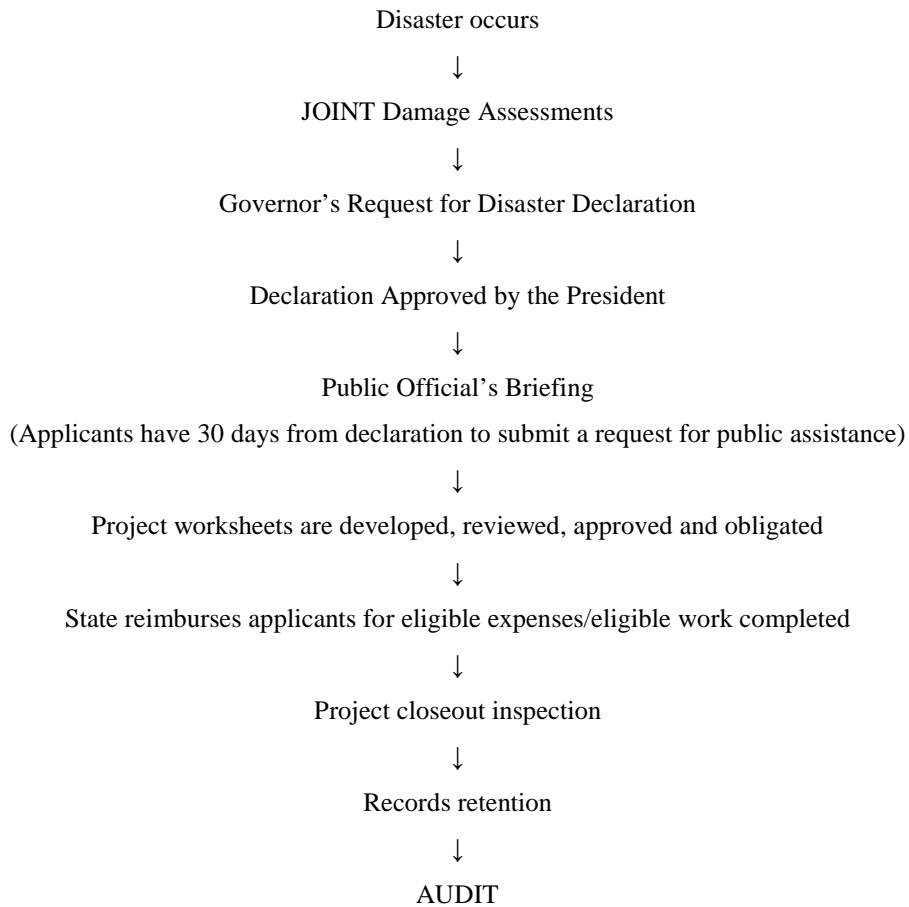 Disaster occurs
↓
JOINT Damage Assessments
↓
Governor’s Request for Disaster Declaration
↓
Declaration Approved by the President
↓
Public Official’s Briefing
(Applicants have 30 days from declaration to submit a request for public assistance)
↓
Project worksheets are developed, reviewed, approved and obligated
↓
State reimburses applicants for eligible expenses/eligible work completed
↓
Project closeout inspection
↓
Records retention
↓
AUDIT